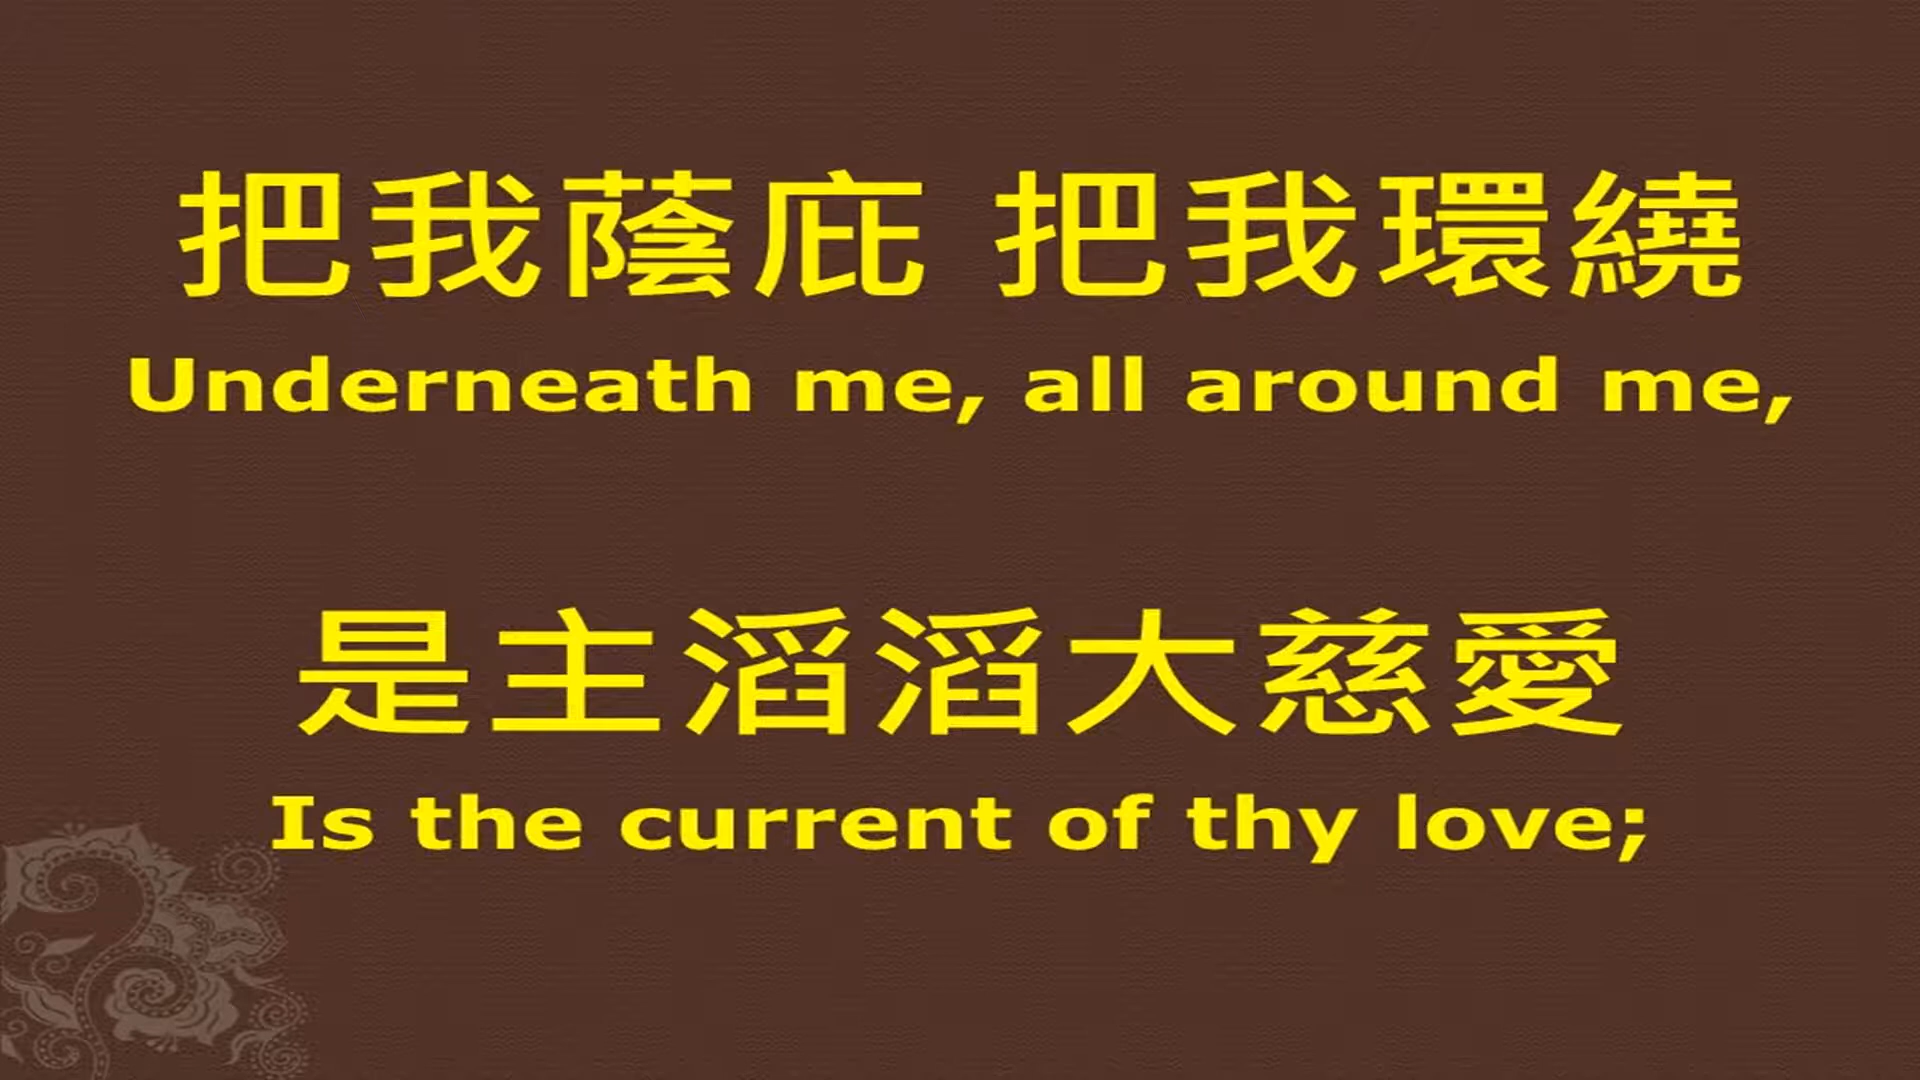 把我蔭庇 把我環繞
Underneath me, all around me,
是主滔滔大慈愛
Is the current of thy love;